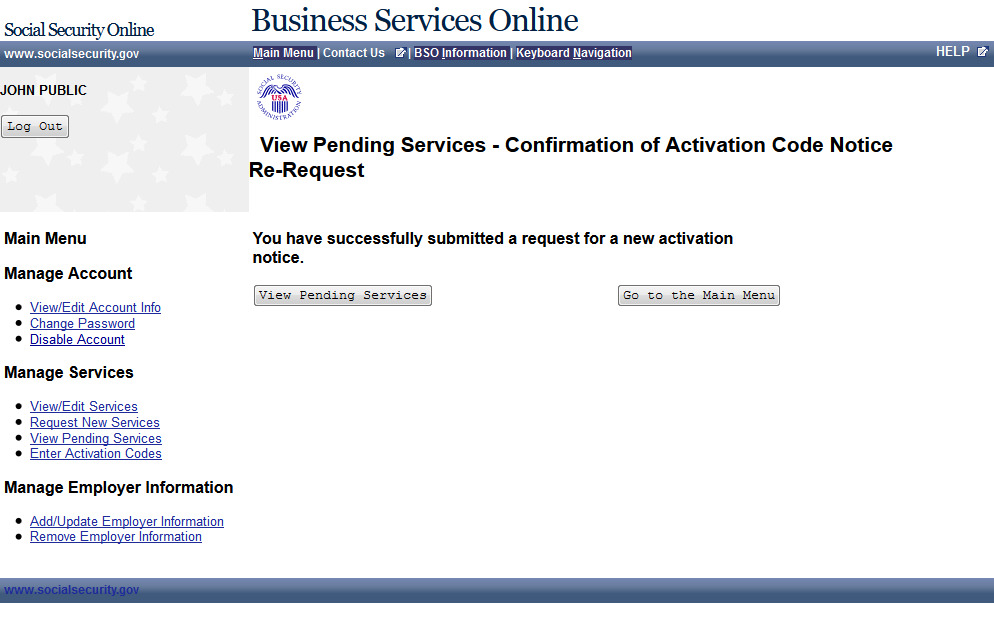 Social Security Online
Business Services Online
www.socialsecurity.gov
Main Menu | Contact Us | BSO Information | Keyboard Navigation
HELP
JOHN PUBLIC
Log Out
SOCIAL SECURITY ADMINISTRATION
USA
View Pending Services - Confirmation of Activation Code Notice
Re-Request
Main Menu
Manage Account
View/Edit Account Info
Change Password
Disable Account
Manage Services
View/Edit Services
Request New Services
View Pending Services
Enter Activation Codes
Manage Employer Information
Add/Update Employer Information
Remove Employer Information
You have successfully submitted a request for a new activation
notice.
View Pending Services
Go to the Main Menu
www.socialsecurity.gov